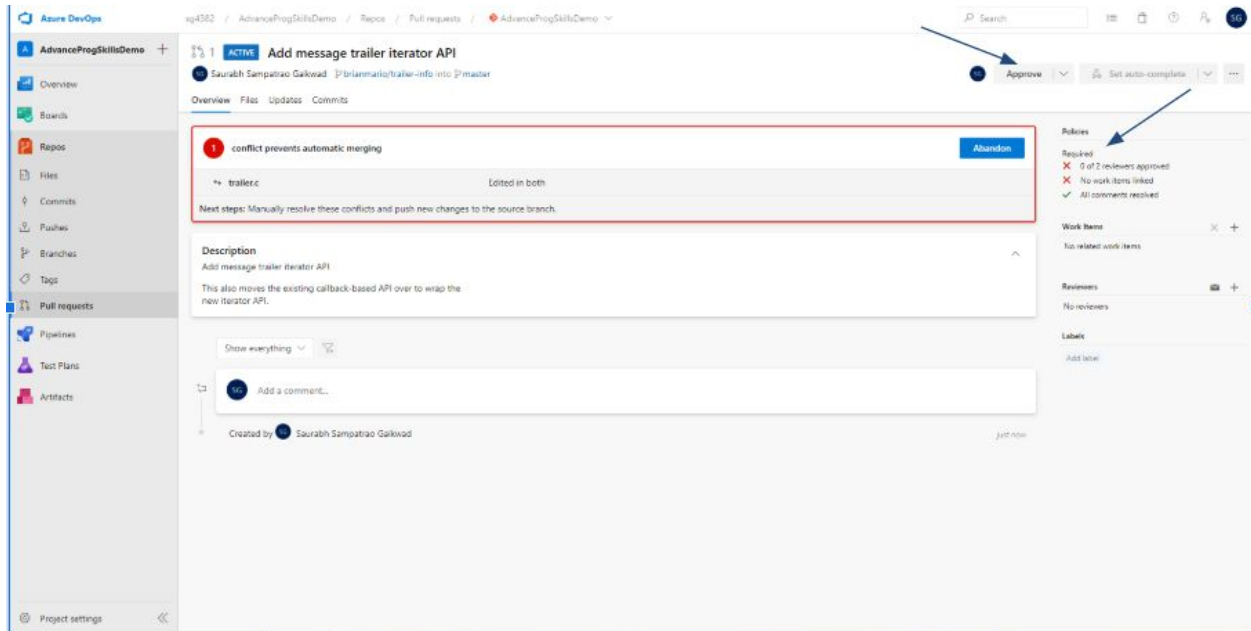 Azure DevOps
sg4382 / AdvanceProgSkillsDemo / Repos / Pull requests / AdvanceProgSkillsDemo
Search
SG
A AdvanceProgSkillsDemo
Overview
Boards
Repos
Files
Commits
Pushes
Branches
Tags
Pull requests
Pipelines
Test Plans
Artifacts
Project settings
1 ACTIVE Add message trailer iterator API
SG Saurabh Sampatrao Gaikwad brianmario/trailer-info into master
SG Approve Set auto-complete
Overview Files Updates Commits
1 conflict prevents automatic merging Abandon
trailer.c Edited in both
Next steps: Manually resolve these conflicts and push new changes to the source branch.
Description
Add message trailer iterator API
This also moves the existing callback-based API over to wrap the
new iterator API.
Show everything
SG Add a comment...
Created by SG Saurabh Sampatrao Gaikwad just now
Policies
Required
0 of 2 reviewers approved
No work items linked
All comments resolved
Work Items
No related work items
Reviewers
No reviewers
Labels
Add label